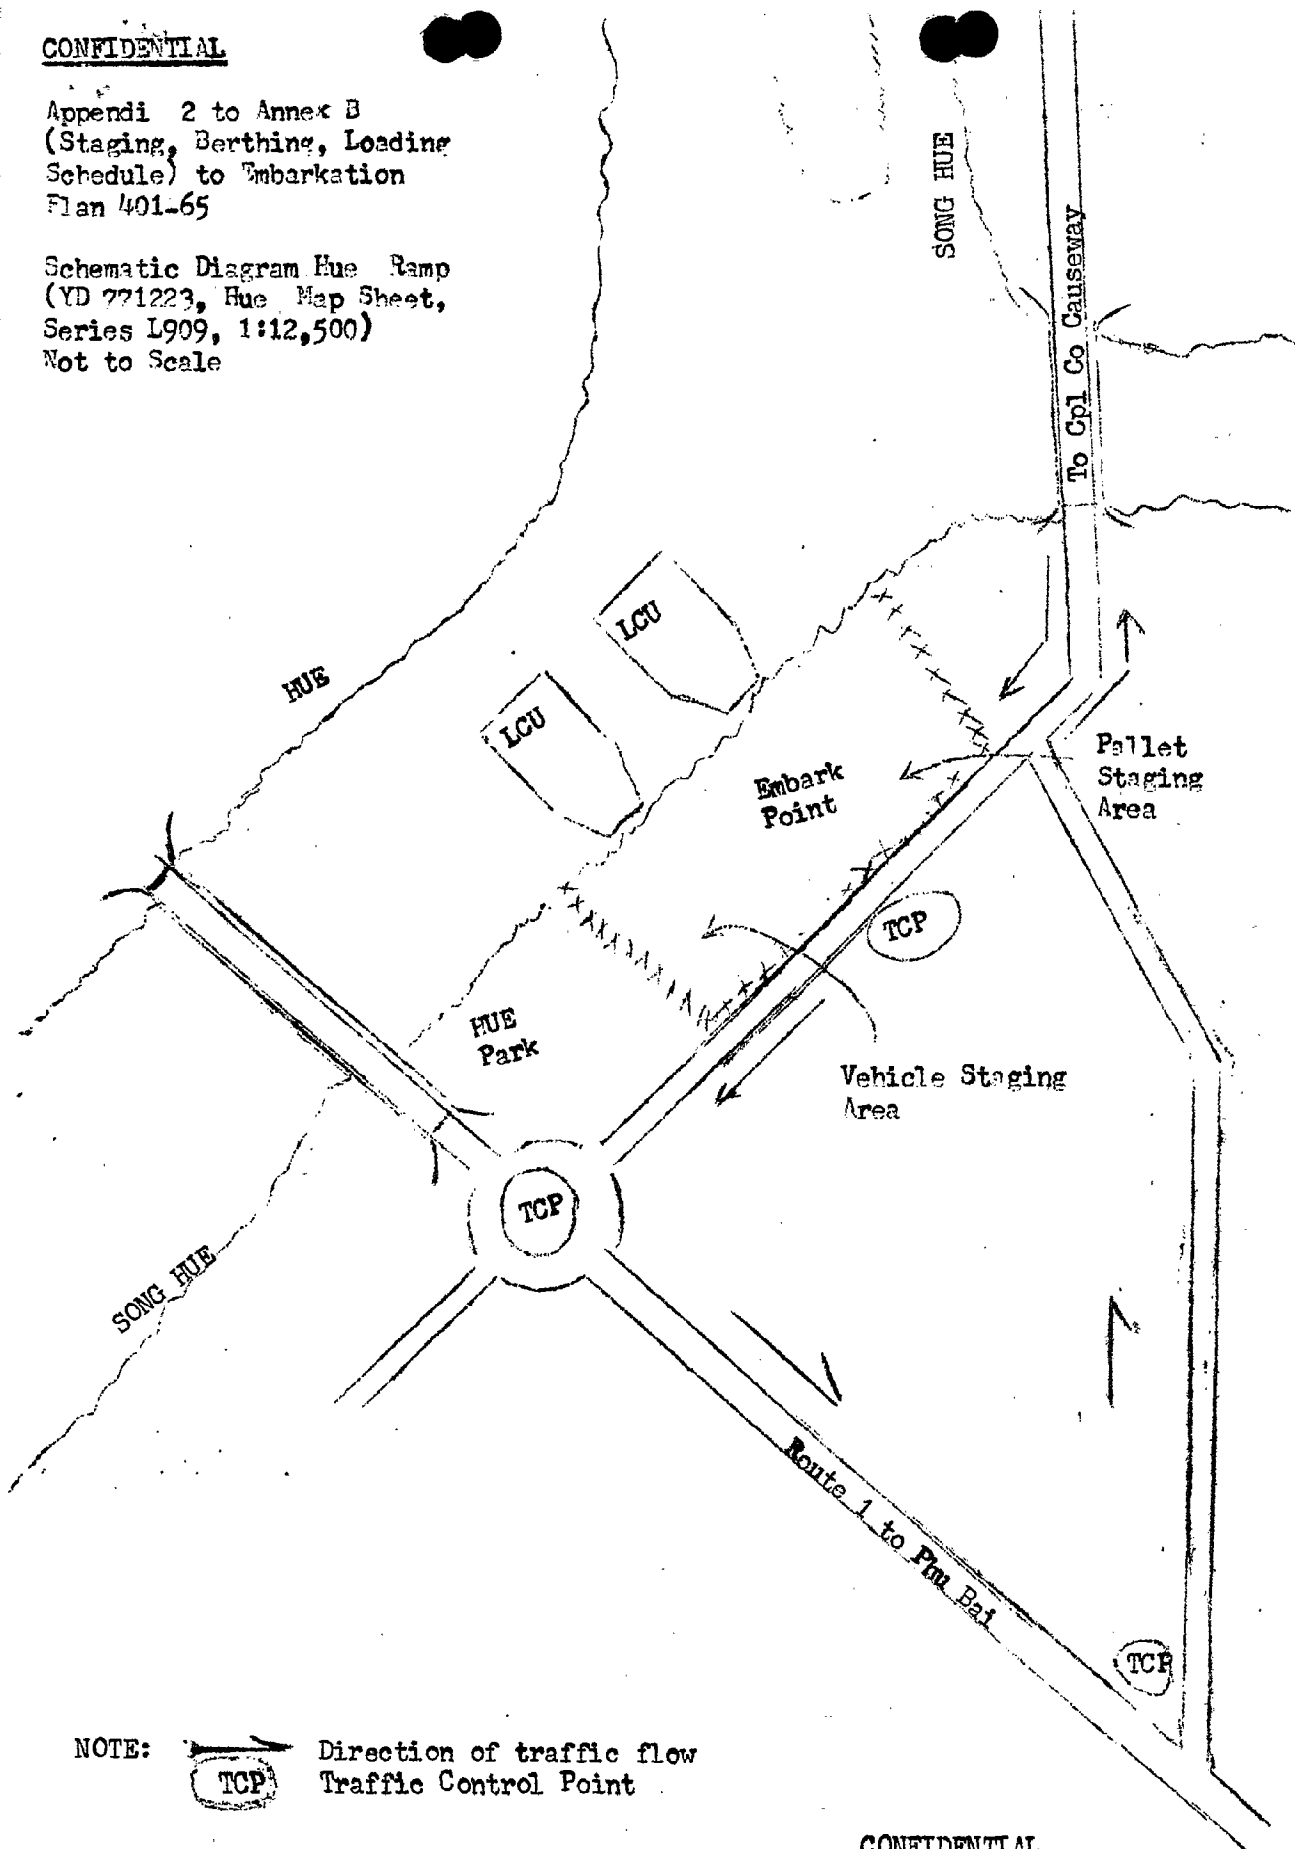 CONFIDENTIAL
Appendi 2 to Annex B
(Staging, Berthing, Loading
Schedule) to Embarkation
Plan 401-65
Schematic Diagram Hue Ramp
(YD 771223, Hue Map Sheet,
Series L909, 1:12,500)
Not to Scale
SONG HUE
To Cpl Co Causeway
LCU
HUE
LCU
Pallet
Staging
Area
Embark
Point
TCP
HUE
Park
Vehicle Staging
Area
TCP
SONG HUE
Route 1 to Phu Bai
TCP
NOTE: Direction of traffic flow
TCP Traffic Control Point
CONFIDENTIAL